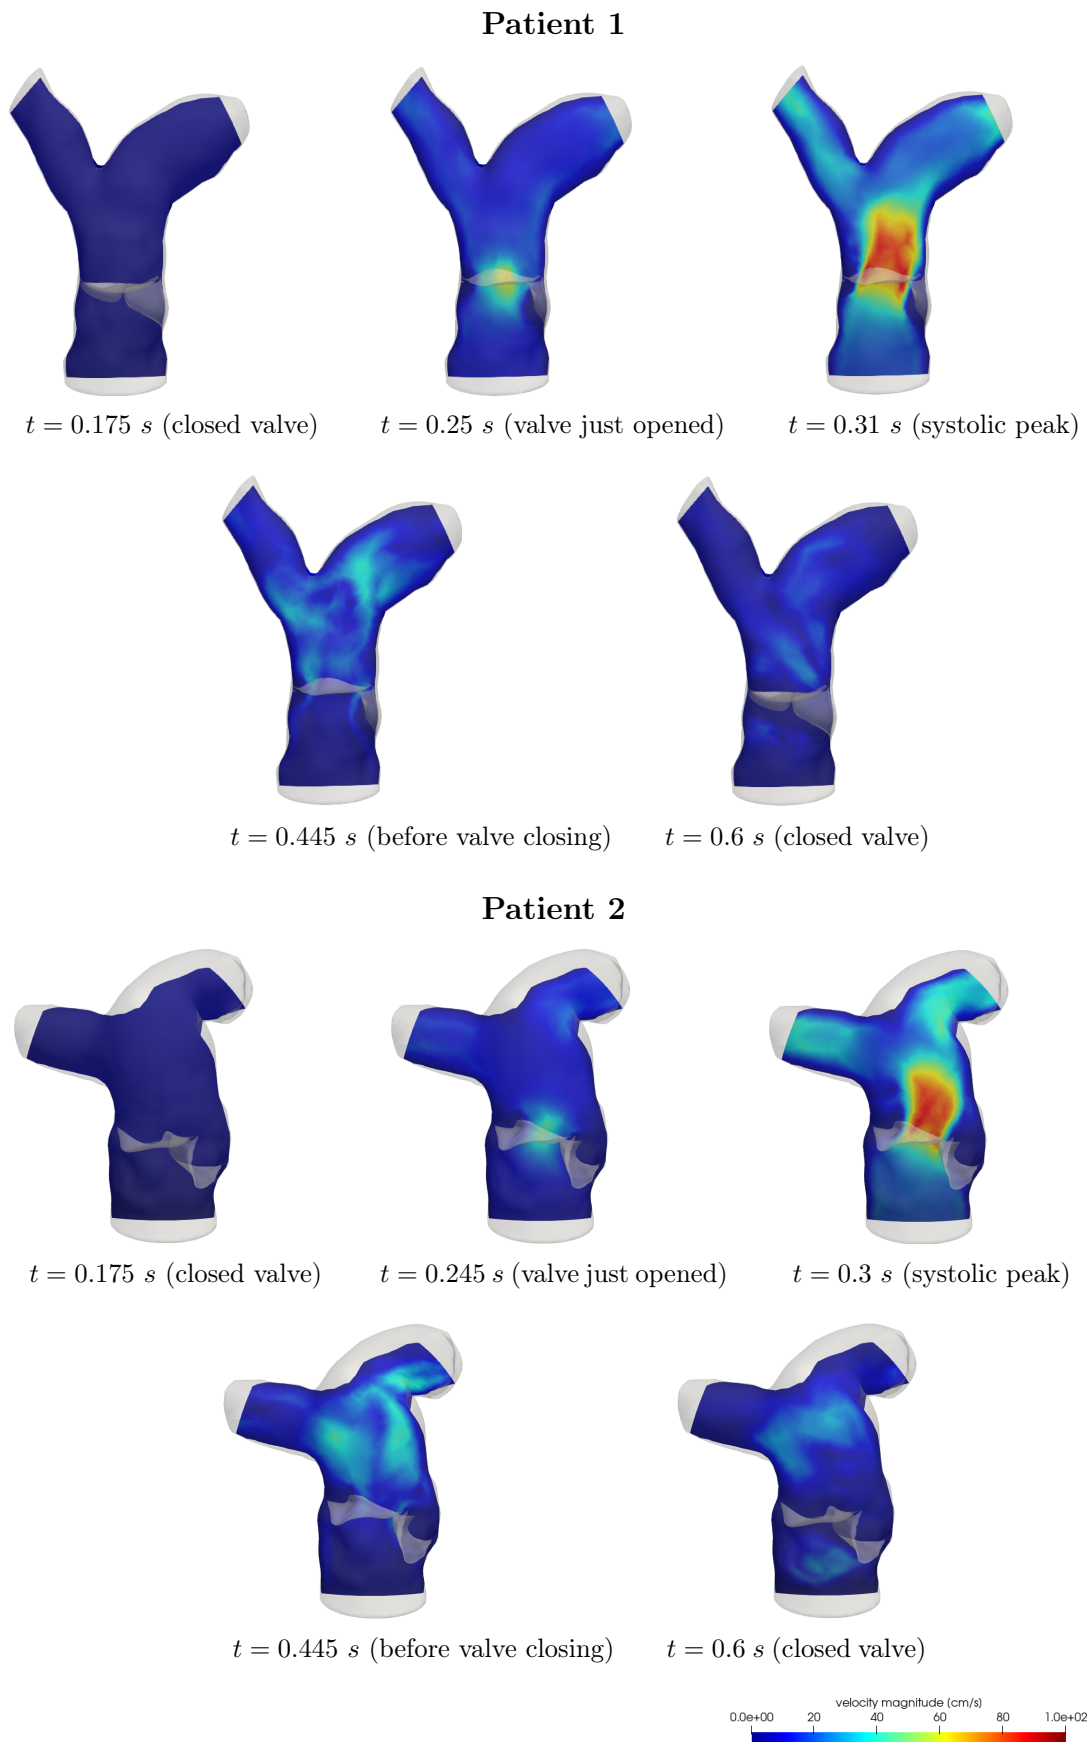 Patient 1
t = 0.175 s (closed valve)
t = 0.25 s (valve just opened)
t = 0.31 s (systolic peak)
t = 0.445 s (before valve closing)
t = 0.6 s (closed valve)
Patient 2
t = 0.175 s (closed valve)
t = 0.245 s (valve just opened)
t = 0.3 s (systolic peak)
t = 0.445 s (before valve closing)
t = 0.6 s (closed valve)
velocity magnitude [cm/s]
0.0e+00 20 40 60 80 1.0e+02